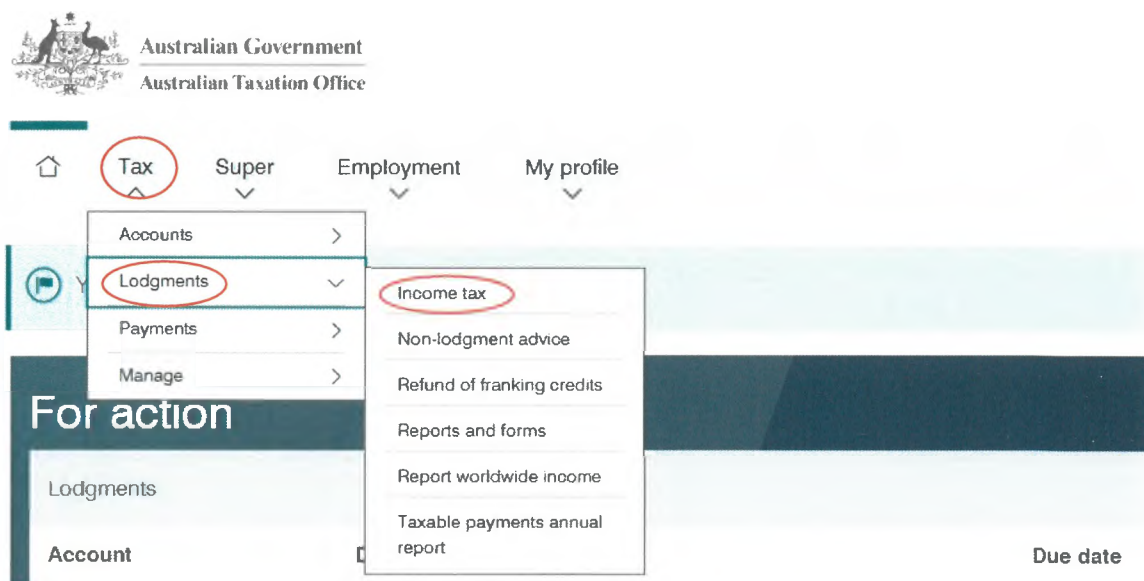 Australian Government
Australian Taxation Office
Tax Super Employment My profile
Accounts
Lodgments
Payments
Manage
Income tax
Non-lodgment advice
Refund of franking credits
Reports and forms
Report worldwide income
Taxable payments annual
report
For action
Lodgments
Account Due date